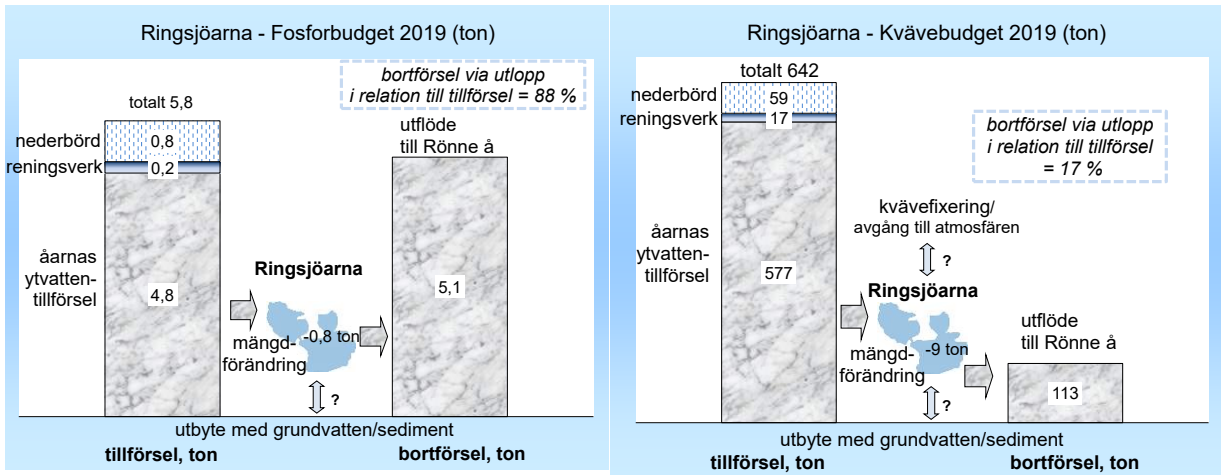 Ringsjöarna - Fosforbudget 2019 (ton)
bortförsel via utlopp
i relation till tillförsel = 88 %
totalt 5,8
nederbörd
0,8
reningsverk
0,2
åarnas
ytvatten-
tillförsel
4,8
Ringsjöarna
-0,8 ton
mängd-
förändring
?
utflöde
till Rönne å
5,1
utbyte med grundvatten/sediment
tillförsel, ton
bortförsel, ton
Ringsjöarna - Kvävebudget 2019 (ton)
totalt 642
nederbörd
59
reningsverk
17
bortförsel via utlopp
i relation till tillförsel
= 17 %
åarnas
ytvatten-
tillförsel
577
kvävefixering/
avgång till atmosfären
?
Ringsjöarna
-9 ton
mängd-
förändring
?
utflöde
till Rönne å
113
utbyte med grundvatten/sediment
tillförsel, ton
bortförsel, ton